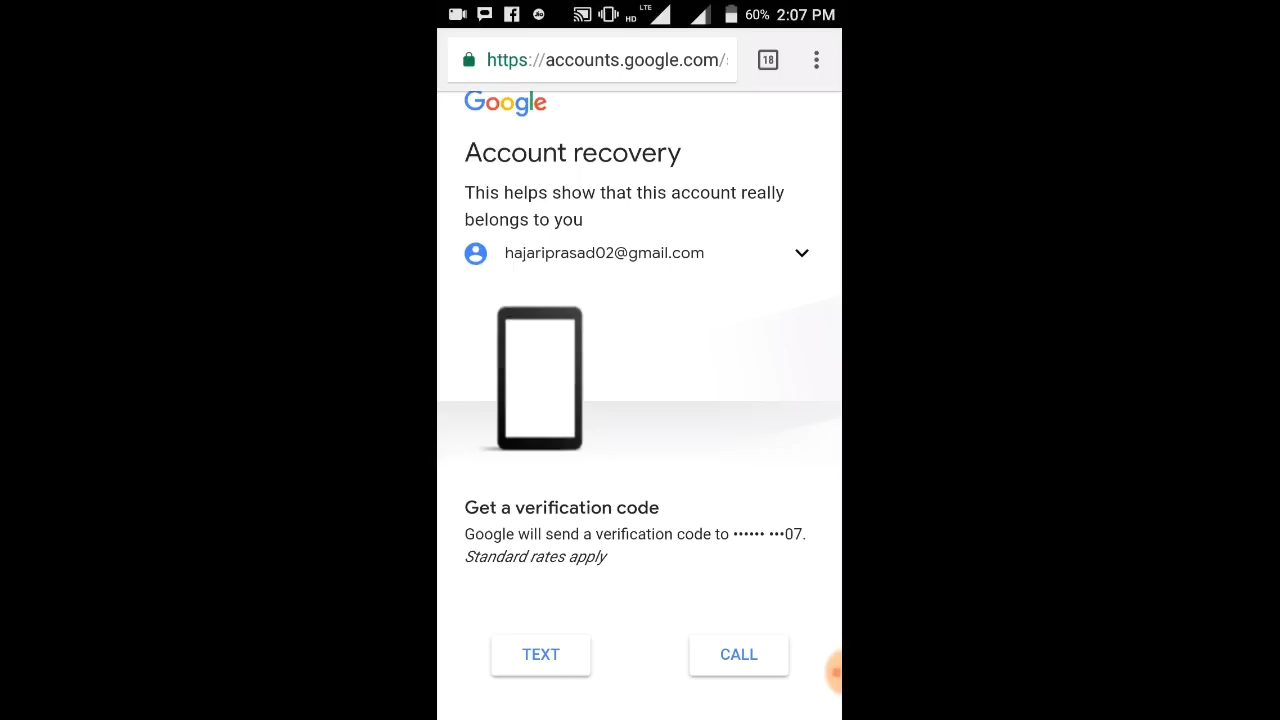 HD LTE 60% 2:07 PM
https://accounts.google.com/ 18
Google
Account recovery
This helps show that this account really
belongs to you
hajariprasad02@gmail.com
Get a verification code
Google will send a verification code to •••••• •••07.
Standard rates apply
TEXT CALL